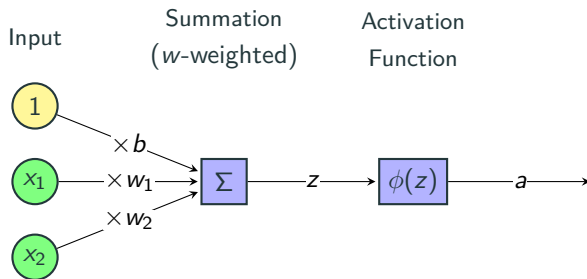 Input
Summation
(w-weighted)
Activation
Function
1
× b
x₁
× w₁
Σ
z
ϕ(z)
a
× w₂
x₂